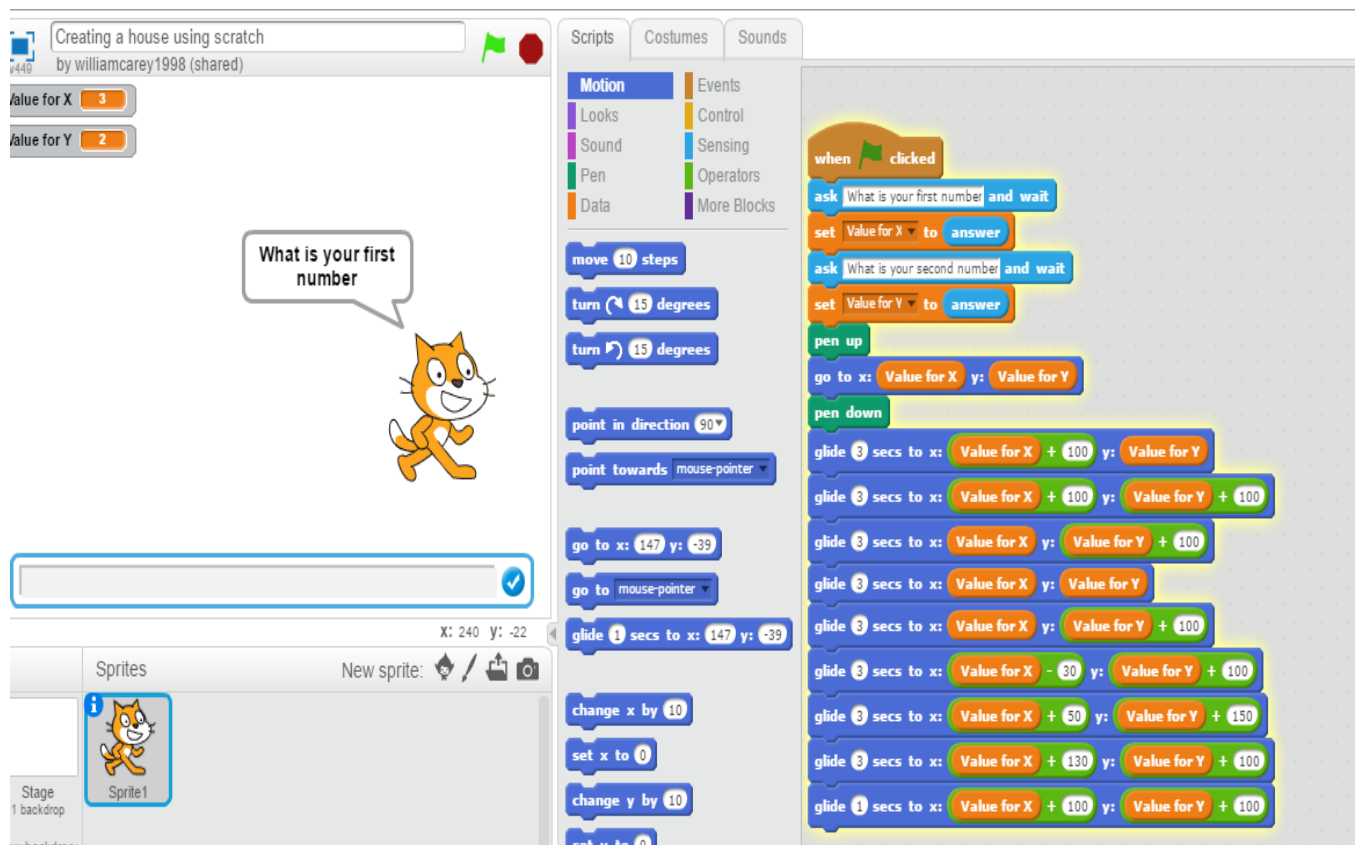 Creating a house using scratch
by williamcarey1998 (shared)
v449
Value for X 3
Value for Y 2
What is your first
number
X: 240 y: -22
Sprites
New sprite:
Stage
1 backdrop
Sprite1
Scripts
Costumes
Sounds
Motion
Looks
Sound
Pen
Data
Events
Control
Sensing
Operators
More Blocks
move 10 steps
turn 15 degrees
turn 15 degrees
point in direction 90
point towards mouse-pointer
go to x: 147 y: -39
go to mouse-pointer
glide 1 secs to x: 147 y: -39
change x by 10
set x to 0
change y by 10
set y to 0
when clicked
ask What is your first number and wait
set Value for X to answer
ask What is your second number and wait
set Value for Y to answer
pen up
go to x: Value for X y: Value for Y
pen down
glide 3 secs to x: Value for X + 100 y: Value for Y
glide 3 secs to x: Value for X + 100 y: Value for Y + 100
glide 3 secs to x: Value for X y: Value for Y + 100
glide 3 secs to x: Value for X y: Value for Y
glide 3 secs to x: Value for X y: Value for Y + 100
glide 3 secs to x: Value for X - 30 y: Value for Y + 100
glide 3 secs to x: Value for X + 50 y: Value for Y + 150
glide 3 secs to x: Value for X + 130 y: Value for Y + 100
glide 1 secs to x: Value for X + 100 y: Value for Y + 100